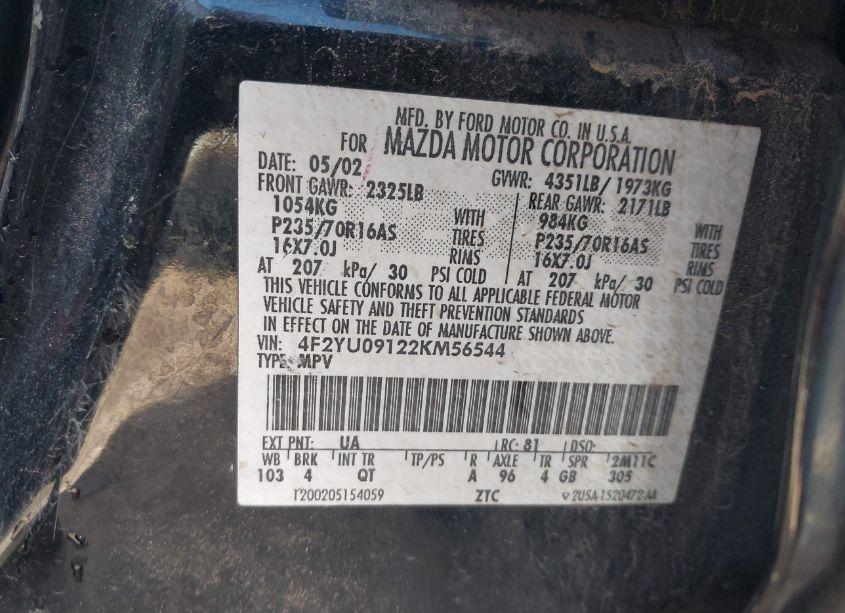 MFD. BY FORD MOTOR CO. IN U.S.A.
FOR MAZDA MOTOR CORPORATION
DATE: 05/02 GVWR: 4351LB/ 1973KG
FRONT GAWR: 2325LB REAR GAWR: 2171LB
1054KG WITH 984KG WITH
P235/70R16AS TIRES P235/70R16AS TIRES
16X7.0J RIMS 16X7.0J RIMS
AT 207 kPa/ 30 PSI COLD AT 207 kPa/ 30 PSI COLD
THIS VEHICLE CONFORMS TO ALL APPLICABLE FEDERAL MOTOR
VEHICLE SAFETY AND THEFT PREVENTION STANDARDS
IN EFFECT ON THE DATE OF MANUFACTURE SHOWN ABOVE.
VIN: 4F2YU09122KM56544
TYPE: MPV
EXT PNT: UA RC: 81 DSO:
WB BRK INT TR TP/PS R AXLE TR SPR 2M11C
103 4 QT A 96 4 GB 305
T200205154059 ZTC 2U5A-1520472-AA